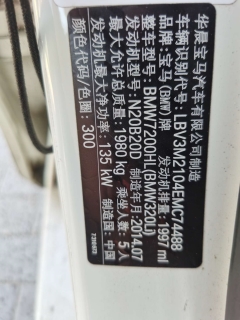 华晨宝马汽车有限公司制造
车辆识别代号: LBV3M2104EMC74488
品牌: 宝马 (BMW) 牌 发动机排量: 1997 ml
整车型号: BMW7200HL(BMW320Li)
发动机型号: N20B20D 制造年月: 2014.07
最大允许总质量: 1980 kg 乘坐人数: 5人
发动机最大净功率: 135 kW 制造国: 中国
颜色代码/色圈: 300